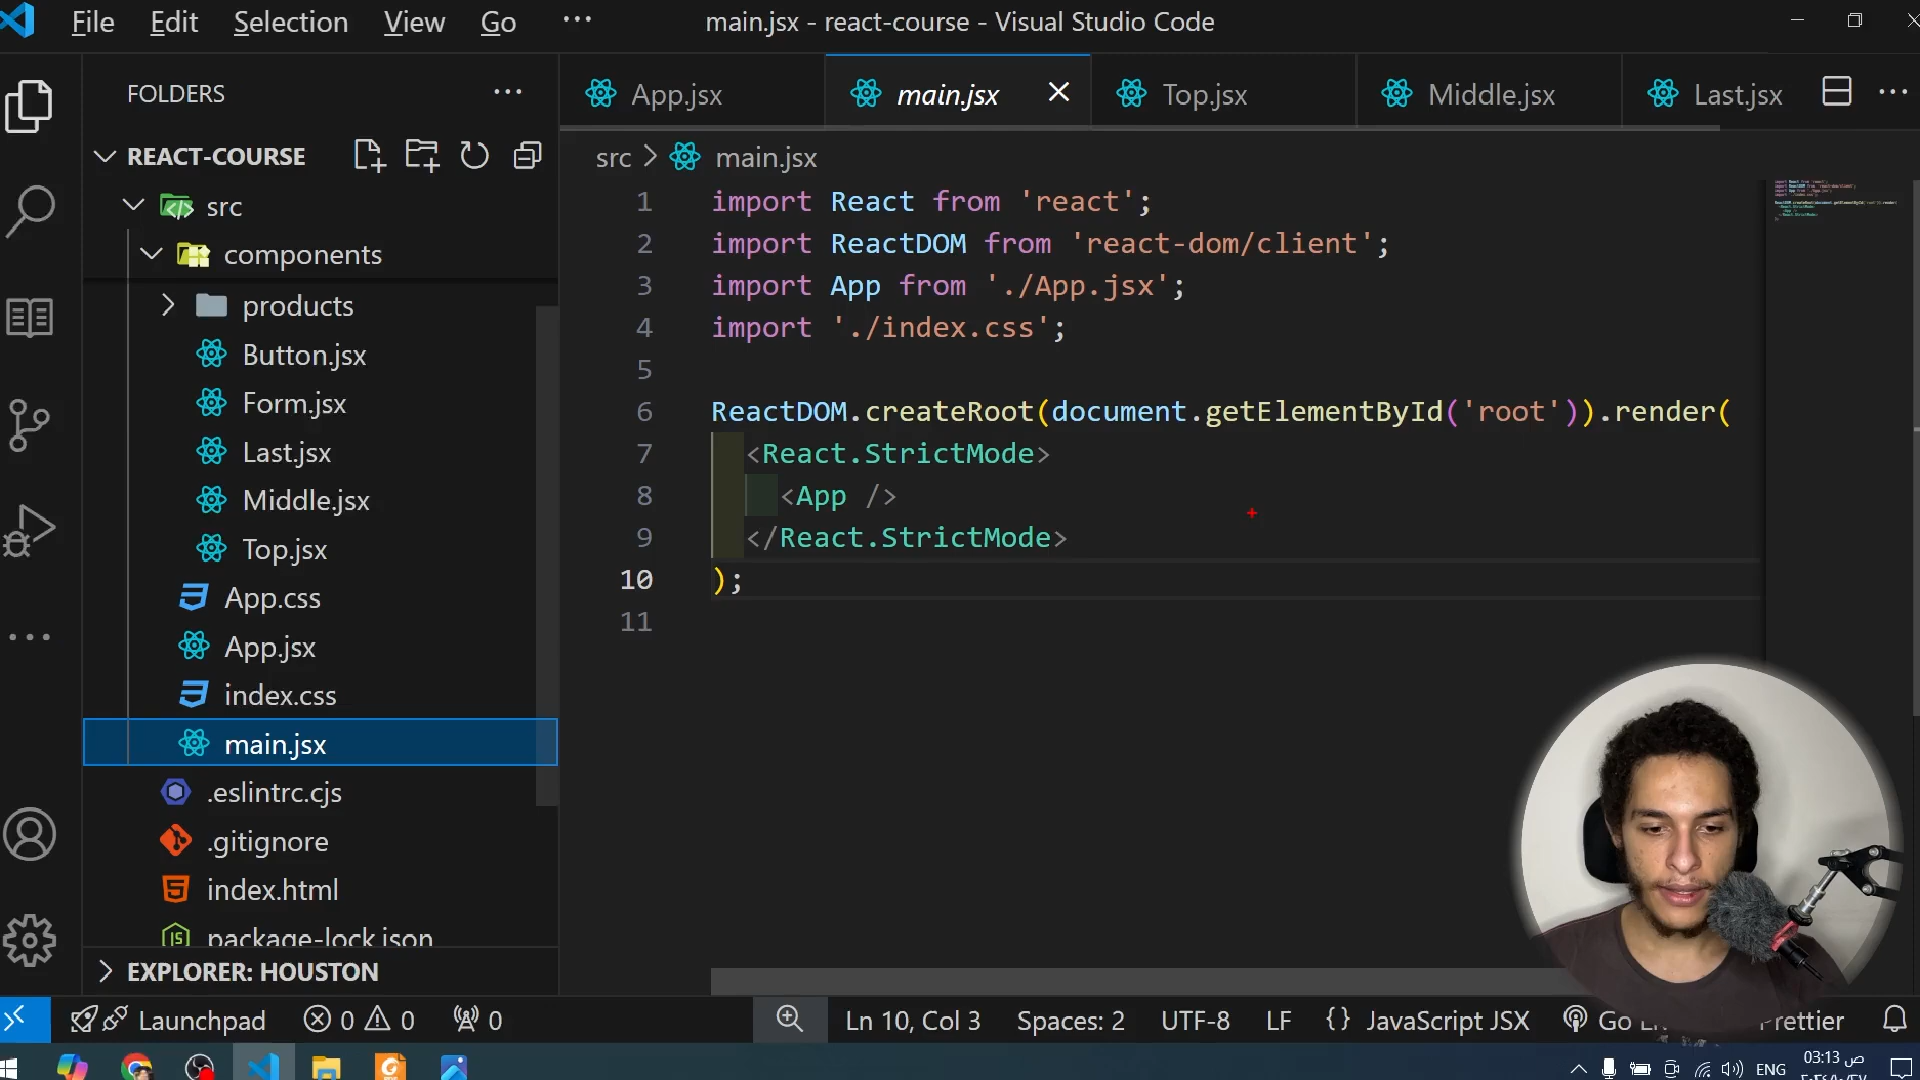 File Edit Selection View Go ··· main.jsx - react-course - Visual Studio Code
FOLDERS ···
App.jsx main.jsx Top.jsx Middle.jsx Last.jsx ···
REACT-COURSE
src
components
products
Button.jsx
Form.jsx
Last.jsx
Middle.jsx
Top.jsx
App.css
App.jsx
index.css
main.jsx
.eslintrc.cjs
.gitignore
index.html
package-lock.json
EXPLORER: HOUSTON
src > main.jsx
1 import React from 'react';
2 import ReactDOM from 'react-dom/client';
3 import App from './App.jsx';
4 import './index.css';
5
6 ReactDOM.createRoot(document.getElementById('root')).render(
7 <React.StrictMode>
8 <App />
9 </React.StrictMode>
10 );
11
Launchpad 0 0 0 Ln 10, Col 3 Spaces: 2 UTF-8 LF {} JavaScript JSX Go Prettier
ENG 03:13 ص